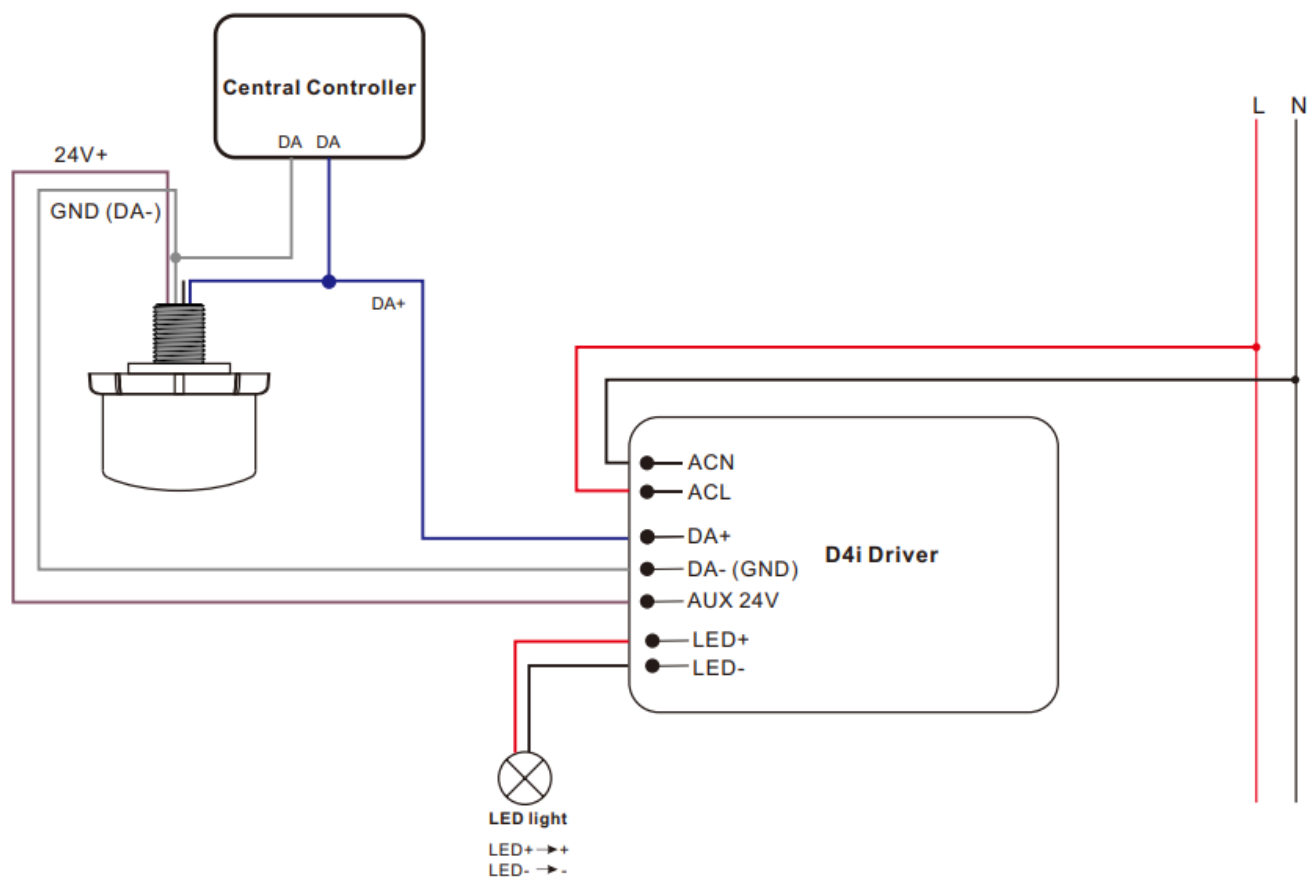 Central Controller
DA DA
24V+
GND (DA-)
DA+
L N
ACN
ACL
DA+
DA- (GND)
AUX 24V
LED+
LED-
D4i Driver
LED light
LED+ → +
LED- → -